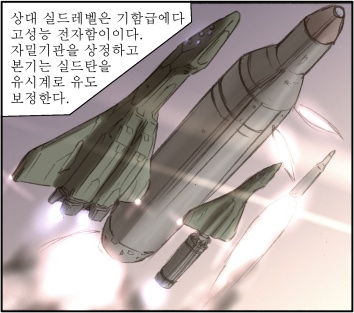 상대 실드레벨은 기함급에다
고성능 전자함이이다.
자밀기관을 상정하고
본기는 실드탄을
유시계로 유도
보정한다.